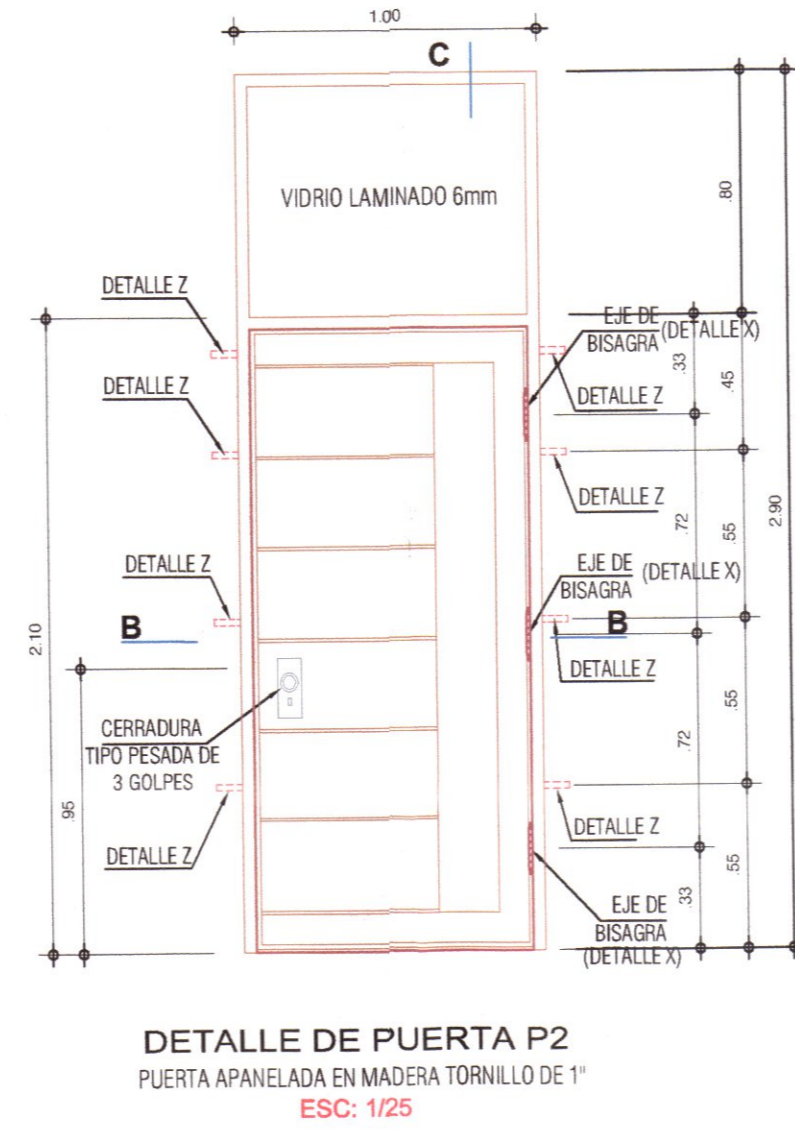 1.00
C
VIDRIO LAMINADO 6mm
.80
DETALLE Z
EJE DE
BISAGRA (DETALLE X)
.33
DETALLE Z
DETALLE Z
.45
DETALLE Z
.72
.55
2.90
DETALLE Z
EJE DE
BISAGRA (DETALLE X)
2.10
B
B
DETALLE Z
.55
CERRADURA
TIPO PESADA DE
3 GOLPES
.72
.95
DETALLE Z
DETALLE Z
.55
.33
EJE DE
BISAGRA
(DETALLE X)
DETALLE DE PUERTA P2
PUERTA APANELADA EN MADERA TORNILLO DE 1"
ESC: 1/25